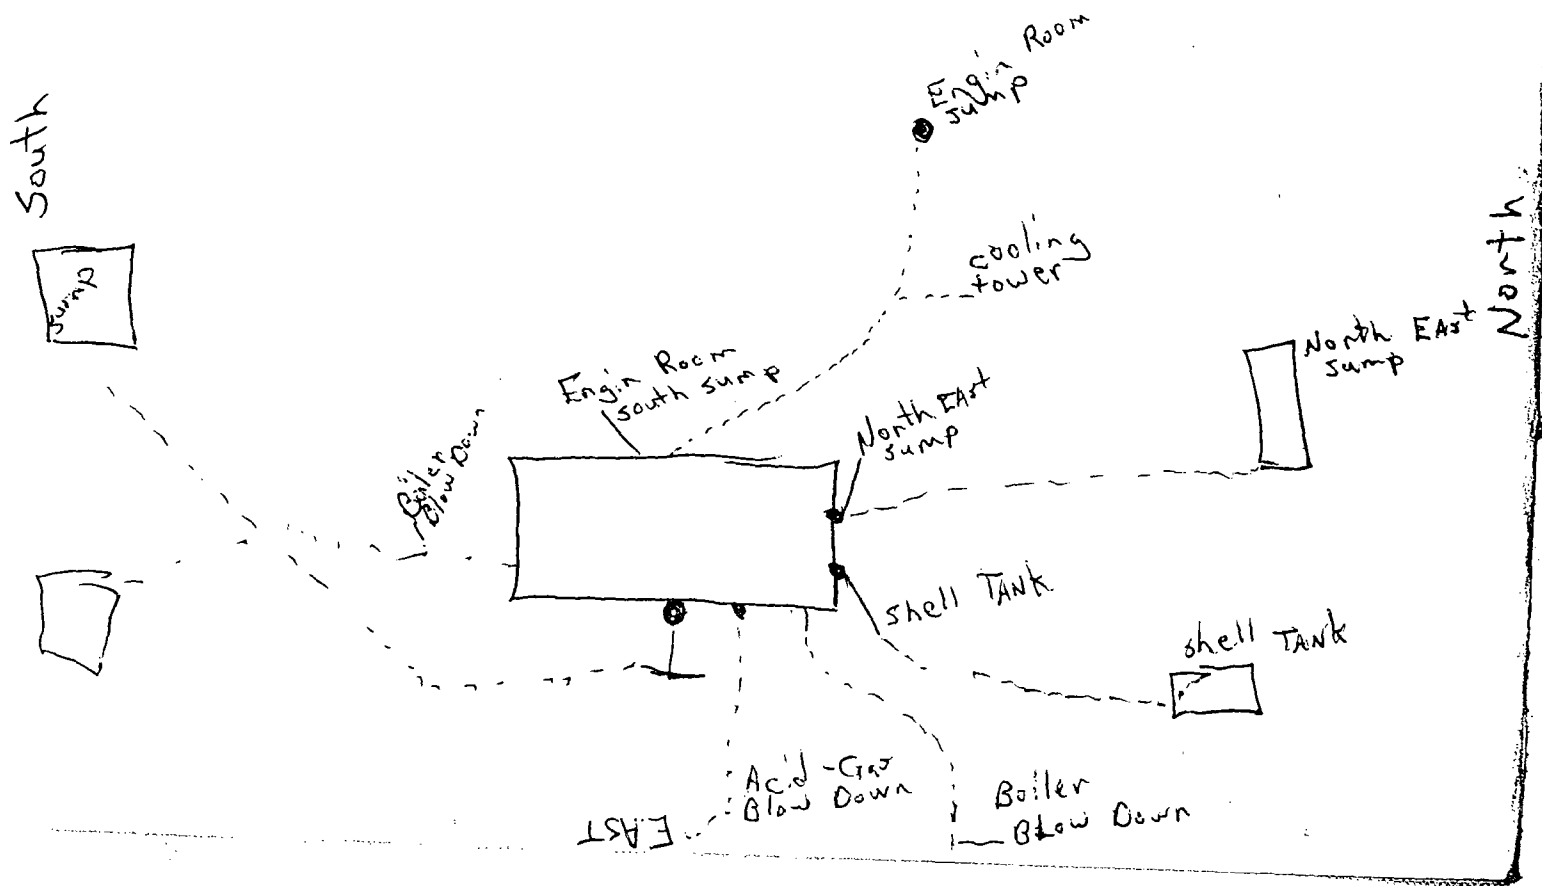 Engin Room
sump
South
cooling
tower
North
sump
North EAst
sump
Engin Room
south sump
North EAst
sump
Boiler
Blow Down
shell TANK
shell TANK
Acid-Gas
Blow Down
Boiler
Blow Down
EAST